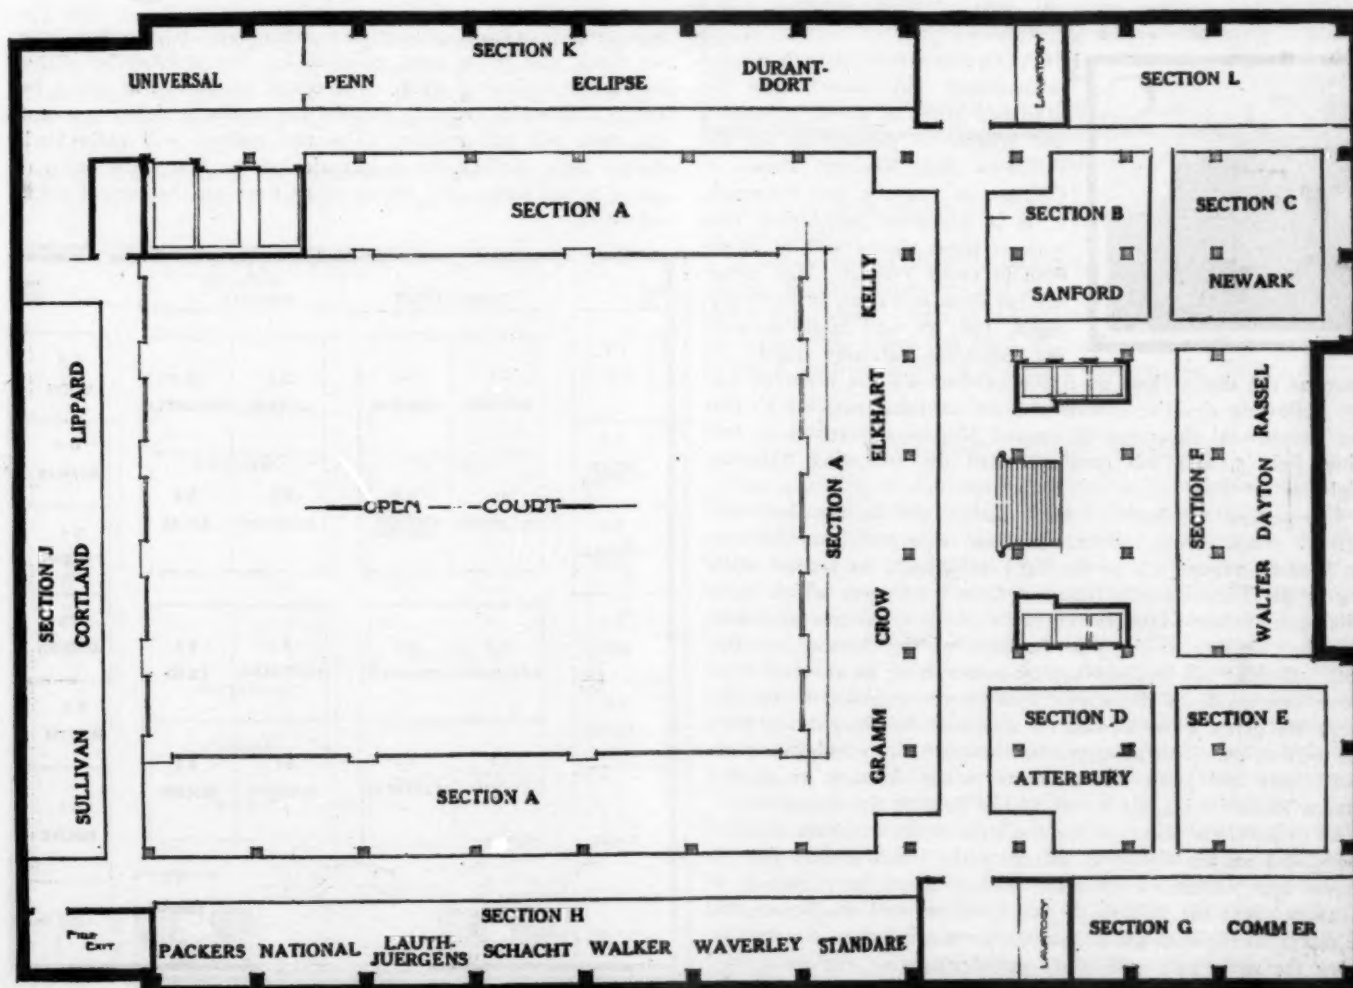 SECTION K
UNIVERSAL
PENN
ECLIPSE
DURANT-
DORT
LAVATORY
SECTION L
SECTION A
SECTION B
SANFORD
SECTION C
NEWARK
KELLY
ELKHART
SECTION A
CROW
GRAMM
LIPPARD
SECTION J
CORTLAND
SULLIVAN
OPEN COURT
SECTION F
RASSEL
DAYTON
WALTER
SECTION D
ATTERBURY
SECTION E
SECTION A
SECTION H
FIRE
EXIT
PACKERS
NATIONAL
LAUTH-
JUERGENS
SCHACHT
WALKER
WAVERLEY
STANDARE
LAVATORY
SECTION G
COMMER